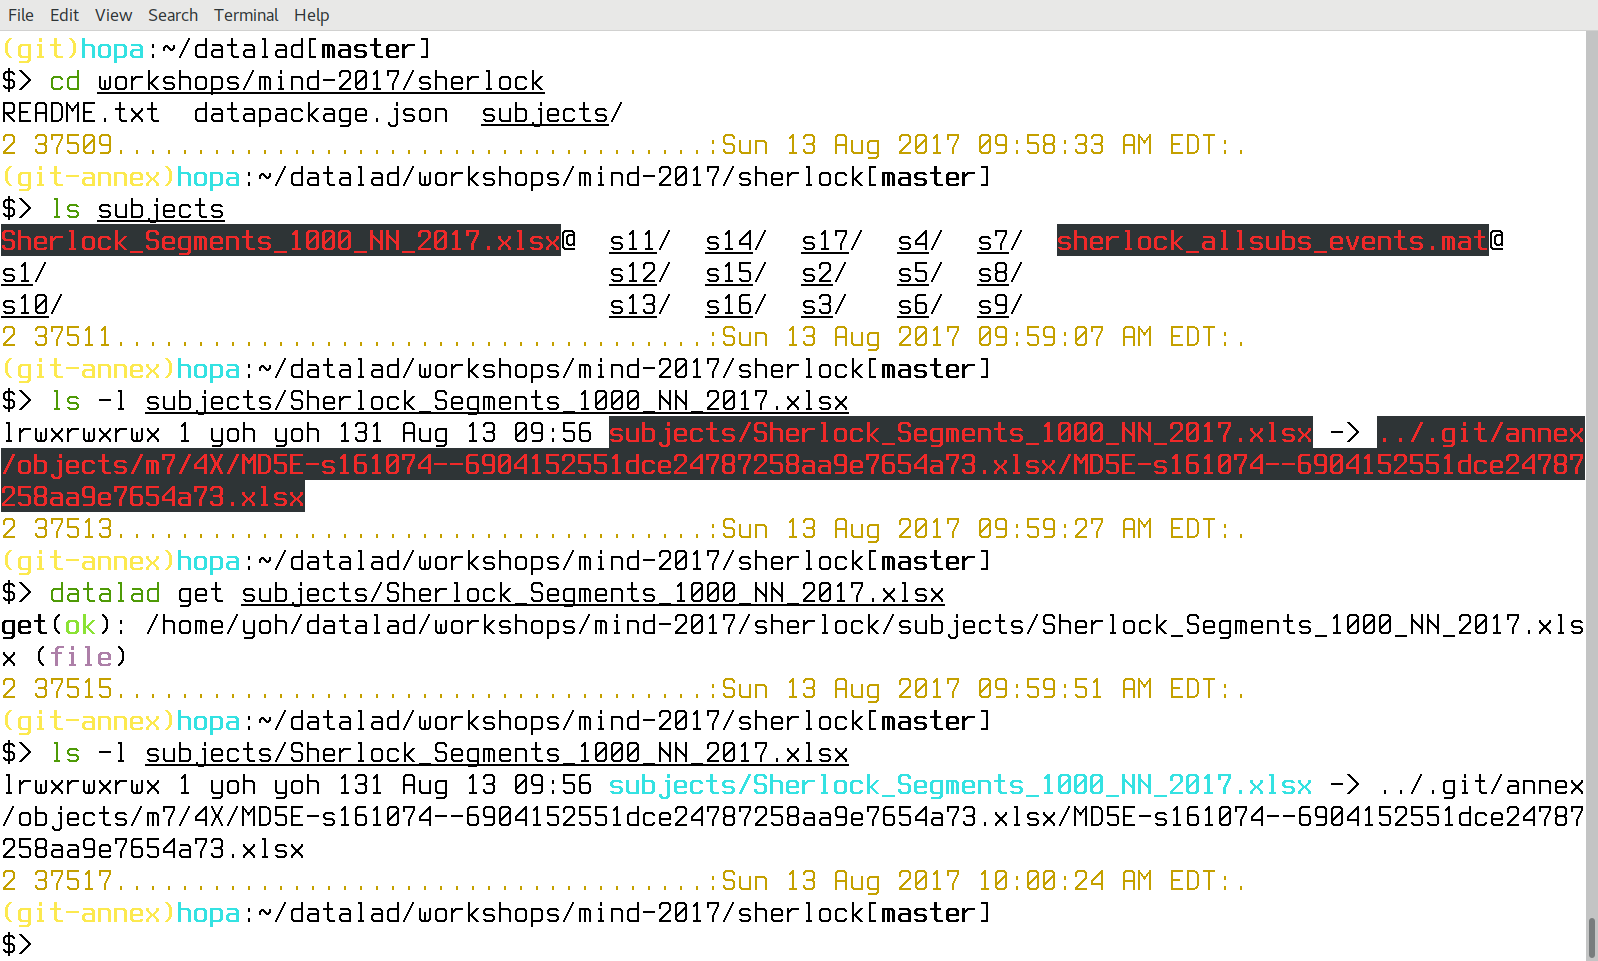 File Edit View Search Terminal Help
(git)hopa:~/datalad[master]
$> cd workshops/mind-2017/sherlock
README.txt  datapackage.json  subjects/
2 37509.....................................:Sun 13 Aug 2017 09:58:33 AM EDT:.
(git-annex)hopa:~/datalad/workshops/mind-2017/sherlock[master]
$> ls subjects
Sherlock_Segments_1000_NN_2017.xlsx@  s11/  s14/  s17/  s4/  s7/  sherlock_allsubs_events.mat@
s1/                                   s12/  s15/  s2/   s5/  s8/
s10/                                  s13/  s16/  s3/   s6/  s9/
2 37511.....................................:Sun 13 Aug 2017 09:59:07 AM EDT:.
(git-annex)hopa:~/datalad/workshops/mind-2017/sherlock[master]
$> ls -l subjects/Sherlock_Segments_1000_NN_2017.xlsx
lrwxrwxrwx 1 yoh yoh 131 Aug 13 09:56 subjects/Sherlock_Segments_1000_NN_2017.xlsx -> ../.git/annex
/objects/m7/4X/MD5E-s161074--6904152551dce24787258aa9e7654a73.xlsx/MD5E-s161074--6904152551dce24787
258aa9e7654a73.xlsx
2 37513.....................................:Sun 13 Aug 2017 09:59:27 AM EDT:.
(git-annex)hopa:~/datalad/workshops/mind-2017/sherlock[master]
$> datalad get subjects/Sherlock_Segments_1000_NN_2017.xlsx
get(ok): /home/yoh/datalad/workshops/mind-2017/sherlock/subjects/Sherlock_Segments_1000_NN_2017.xls
x (file)
2 37515.....................................:Sun 13 Aug 2017 09:59:51 AM EDT:.
(git-annex)hopa:~/datalad/workshops/mind-2017/sherlock[master]
$> ls -l subjects/Sherlock_Segments_1000_NN_2017.xlsx
lrwxrwxrwx 1 yoh yoh 131 Aug 13 09:56 subjects/Sherlock_Segments_1000_NN_2017.xlsx -> ../.git/annex
/objects/m7/4X/MD5E-s161074--6904152551dce24787258aa9e7654a73.xlsx/MD5E-s161074--6904152551dce24787
258aa9e7654a73.xlsx
2 37517.....................................:Sun 13 Aug 2017 10:00:24 AM EDT:.
(git-annex)hopa:~/datalad/workshops/mind-2017/sherlock[master]
$>